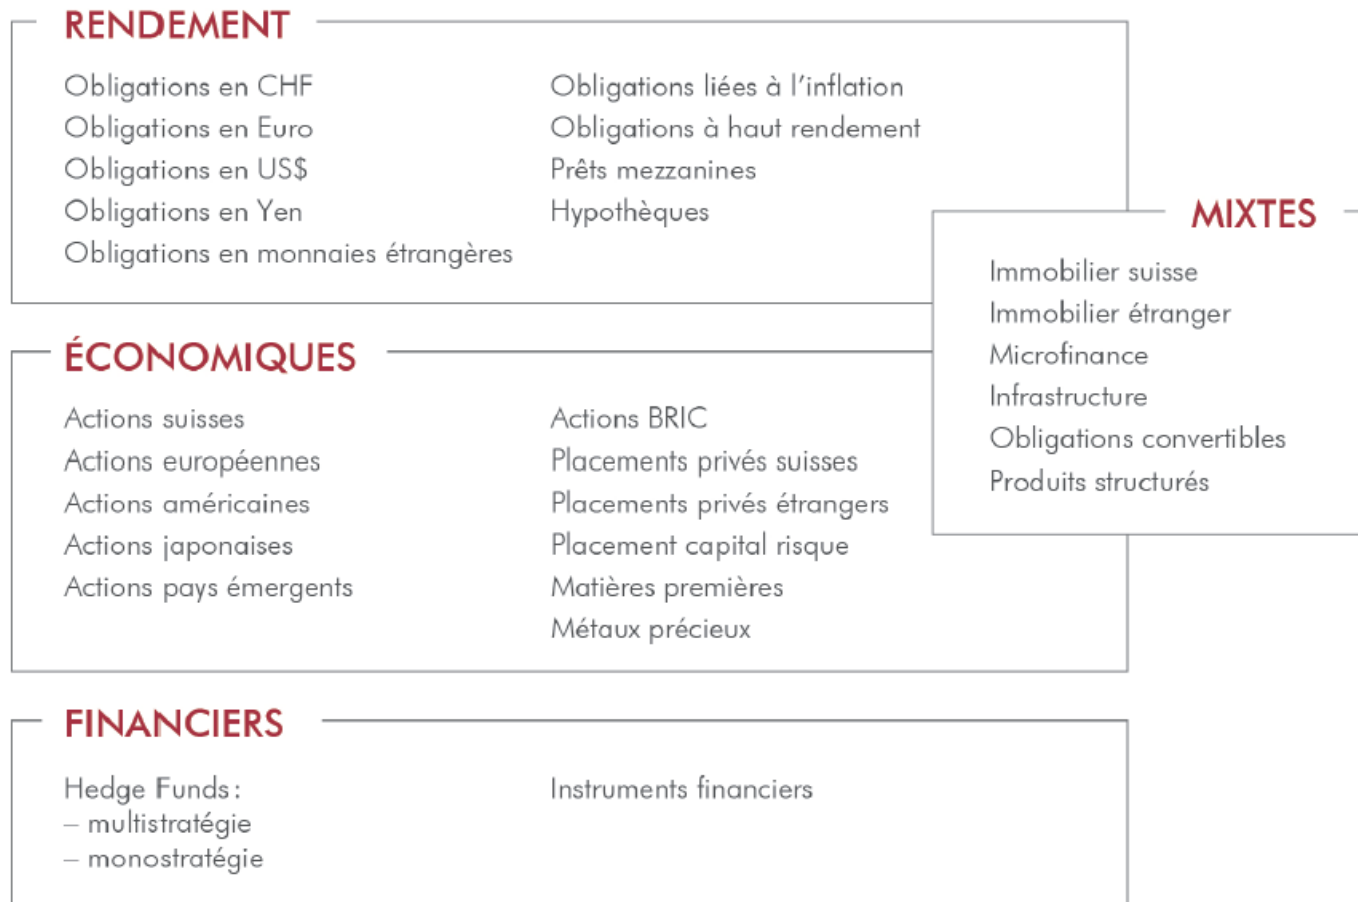 RENDEMENT
Obligations en CHF
Obligations en Euro
Obligations en US$
Obligations en Yen
Obligations en monnaies étrangères
Obligations liées à l’inflation
Obligations à haut rendement
Prêts mezzanines
Hypothèques
MIXTES
Immobilier suisse
Immobilier étranger
Microfinance
Infrastructure
Obligations convertibles
Produits structurés
ÉCONOMIQUES
Actions suisses
Actions européennes
Actions américaines
Actions japonaises
Actions pays émergents
Actions BRIC
Placements privés suisses
Placements privés étrangers
Placement capital risque
Matières premières
Métaux précieux
FINANCIERS
Hedge Funds :
– multistratégie
– monostratégie
Instruments financiers